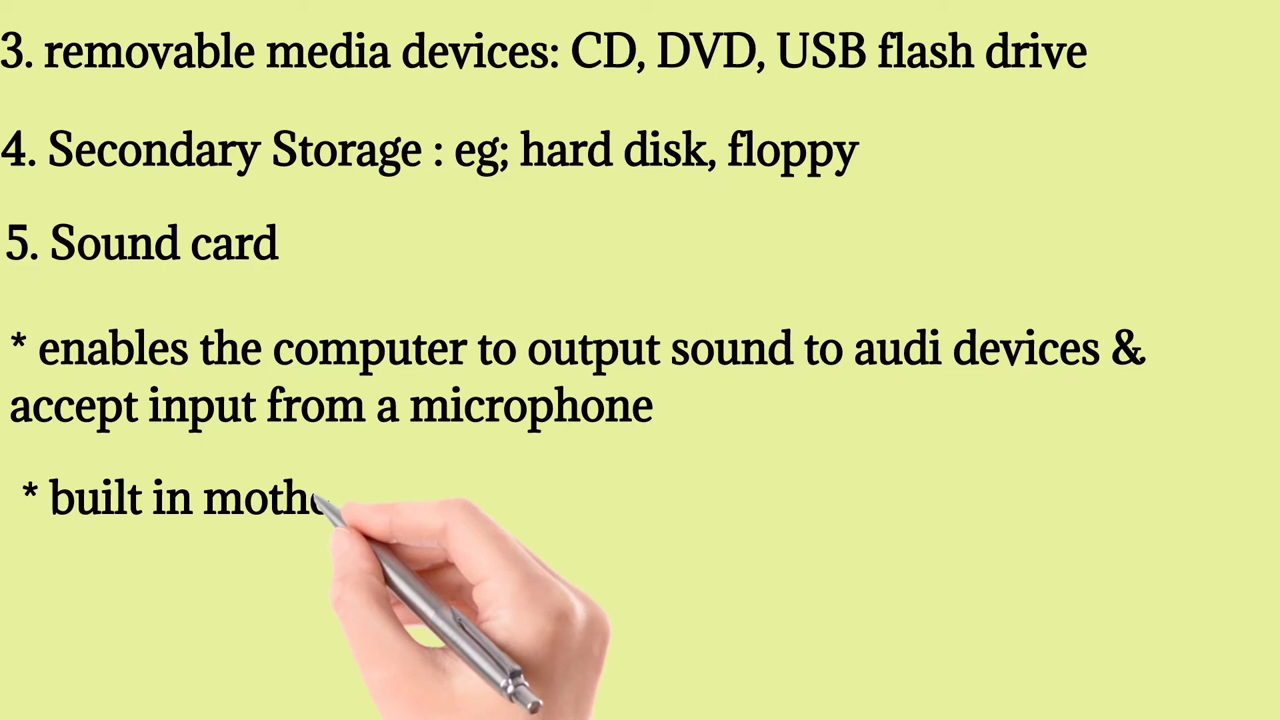 3. removable media devices: CD, DVD, USB flash drive
4. Secondary Storage : eg; hard disk, floppy
5. Sound card
* enables the computer to output sound to audi devices &
accept input from a microphone
* built in